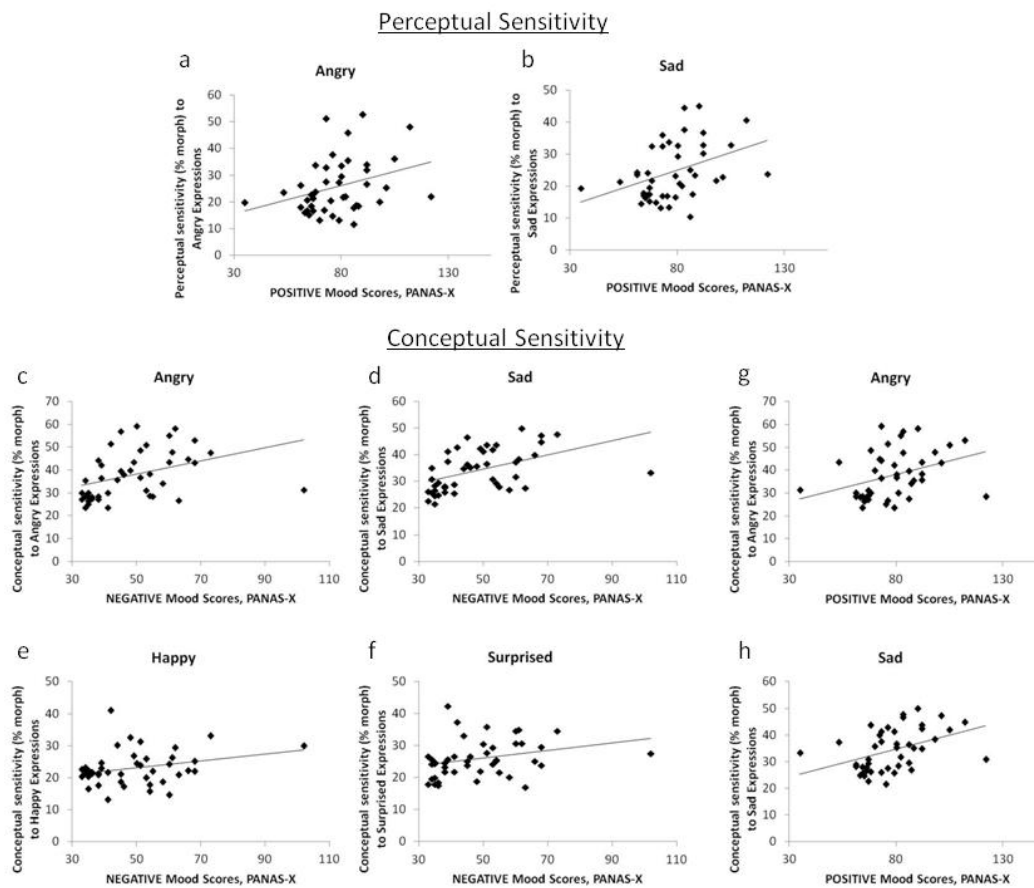 Perceptual Sensitivity
a
Angry
Perceptual sensitivity (% morph) to
Angry Expressions
60
50
40
30
20
10
0
30 80 130
POSITIVE Mood Scores, PANAS-X
b
Sad
Perceptual sensitivity (% morph) to
Sad Expressions
50
40
30
20
10
0
30 80 130
POSITIVE Mood Scores, PANAS-X
Conceptual Sensitivity
c
Angry
Conceptual sensitivity (% morph)
to Angry Expressions
70
60
50
40
30
20
10
0
30 50 70 90 110
NEGATIVE Mood Scores, PANAS-X
d
Sad
Conceptual sensitivity (% morph)
to Sad Expressions
60
50
40
30
20
10
0
30 50 70 90 110
NEGATIVE Mood Scores, PANAS-X
g
Angry
Conceptual sensitivity (% morph)
to Angry Expressions
70
60
50
40
30
20
10
0
30 80 130
POSITIVE Mood Scores, PANAS-X
e
Happy
Conceptual sensitivity (% morph)
to Happy Expressions
50
40
30
20
10
0
30 50 70 90 110
NEGATIVE Mood Scores, PANAS-X
f
Surprised
Conceptual sensitivity (% morph)
to Surprised Expressions
50
40
30
20
10
0
30 50 70 90 110
NEGATIVE Mood Scores, PANAS-X
h
Sad
Conceptual sensitivity (% morph)
to Sad Expressions
60
50
40
30
20
10
0
30 80 130
POSITIVE Mood Scores, PANAS-X